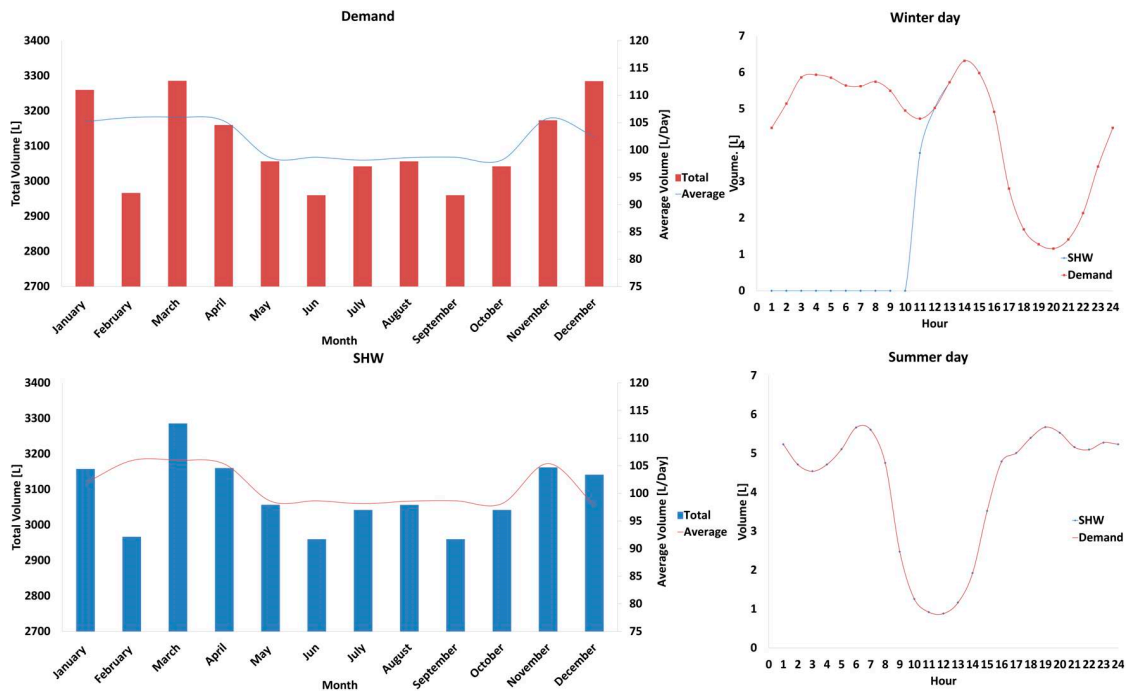 Demand
3400
3300
3200
3100
3000
2900
2800
2700
Total Volume [L]
120
115
110
105
100
95
90
85
80
75
Average Volume [L/Day]
Total
Average
January
February
March
April
May
Jun
July
August
September
October
November
December
Month
Winter day
7
6
5
4
3
2
1
0
Voume. [L]
SHW
Demand
0 1 2 3 4 5 6 7 8 9 10 11 12 13 14 15 16 17 18 19 20 21 22 23 24
Hour
SHW
3400
3300
3200
3100
3000
2900
2800
2700
Total Volume [L]
120
115
110
105
100
95
90
85
80
75
Average Volume [L/Day]
Total
Average
January
February
March
April
May
Jun
July
August
September
October
November
December
Month
Summer day
7
6
5
4
3
2
1
0
Volume [L]
SHW
Demand
0 1 2 3 4 5 6 7 8 9 10 11 12 13 14 15 16 17 18 19 20 21 22 23 24
Hour